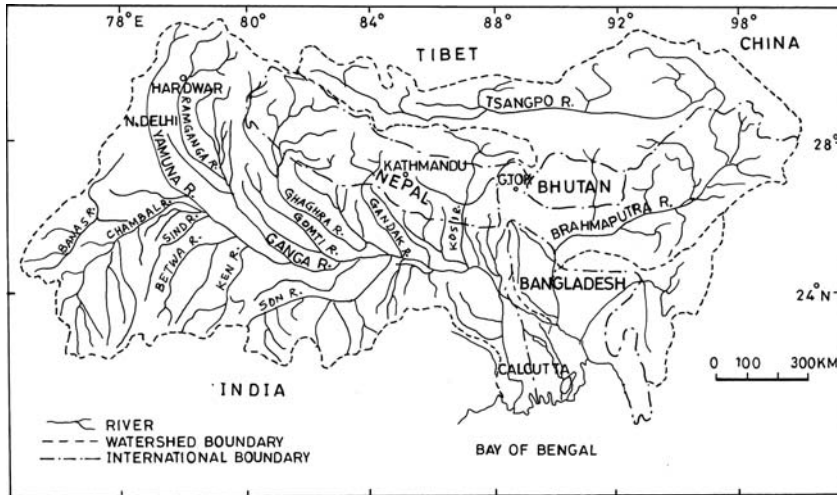 78°E 80 84 88 92 98
TIBET
CHINA
HARDWAR
TSANGPO R.
N.DELHI
RAMGANGA R.
28°
YAMUNA R.
KATHMANDU
NEPAL
GTOK
BHUTAN
BANAS R.
CHAMBAL R.
SIND R.
BETWA R.
KEN R.
SON R.
GHAGHRA R.
GOMTI R.
GANGA R.
GANDAK R.
KOSI R.
BRAHMAPUTRA R.
BANGLADESH
24°N
CALCUTTA
0 100 300KM
INDIA
RIVER
WATERSHED BOUNDARY
INTERNATIONAL BOUNDARY
BAY OF BENGAL